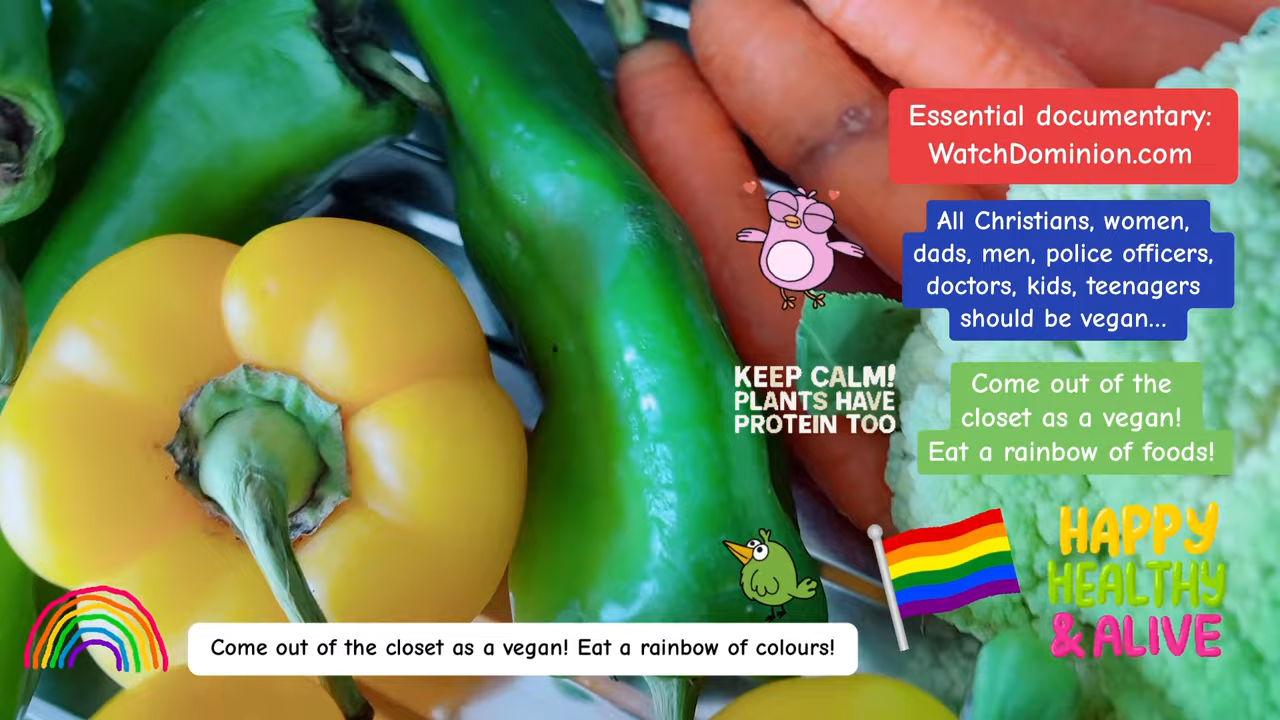 Essential documentary:
WatchDominion.com
All Christians, women,
dads, men, police officers,
doctors, kids, teenagers
should be vegan...
KEEP CALM!
PLANTS HAVE
PROTEIN TOO
Come out of the
closet as a vegan!
Eat a rainbow of foods!
HAPPY
HEALTHY
& ALIVE
Come out of the closet as a vegan! Eat a rainbow of colours!